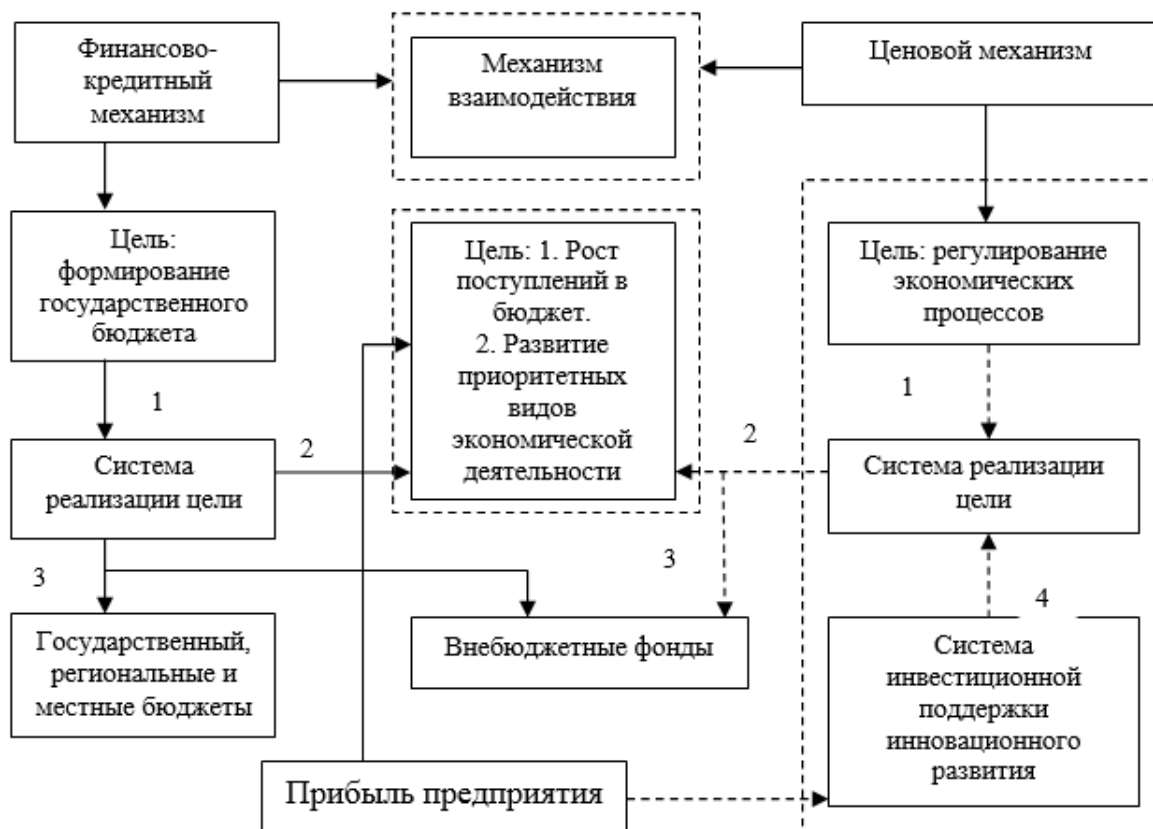 Финансово-
кредитный
механизм
Механизм
взаимодействия
Ценовой механизм
Цель:
формирование
государственного
бюджета
Цель: 1. Рост
поступлений в
бюджет.
2. Развитие
приоритетных
видов
экономической
деятельности
Цель: регулирование
экономических
процессов
1
1
2
2
Система
реализации цели
Система реализации
цели
3
3
4
Государственный,
региональные и
местные бюджеты
Внебюджетные фонды
Система
инвестиционной
поддержки
инновационного
развития
Прибыль предприятия